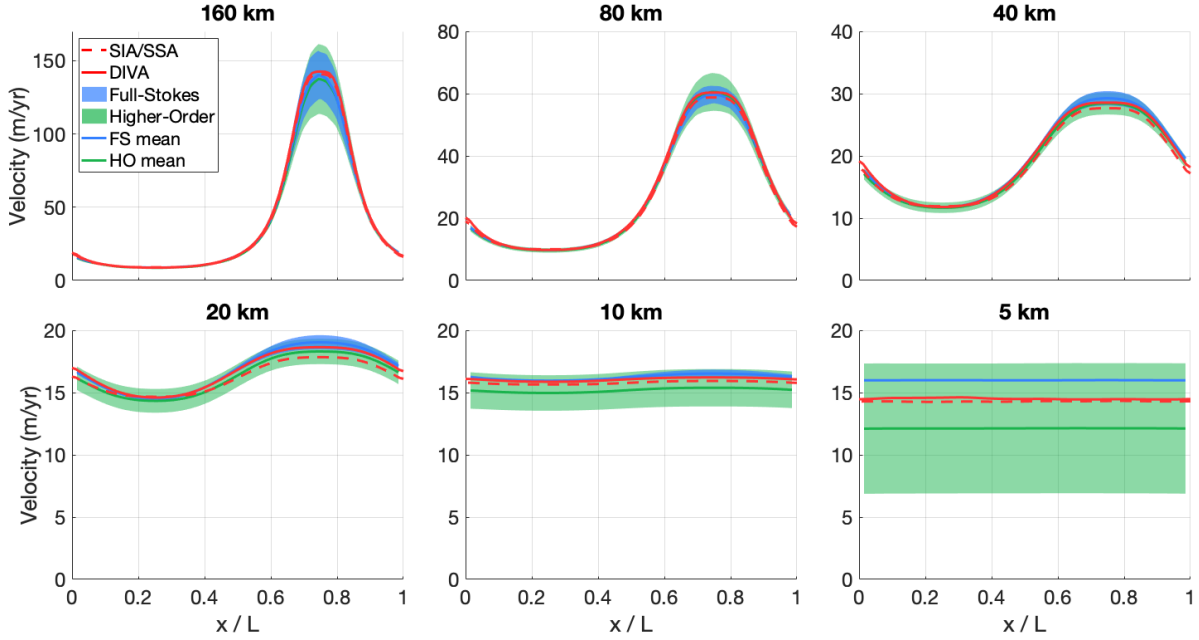 160 km
80 km
40 km
Velocity (m/yr)
150
100
50
0
SIA/SSA
DIVA
Full-Stokes
Higher-Order
FS mean
HO mean
80
60
40
20
0
40
30
20
10
0
20 km
10 km
5 km
Velocity (m/yr)
20
15
10
5
0
0 0.2 0.4 0.6 0.8 1
x / L
20
15
10
5
0
0 0.2 0.4 0.6 0.8 1
x / L
20
15
10
5
0
0 0.2 0.4 0.6 0.8 1
x / L